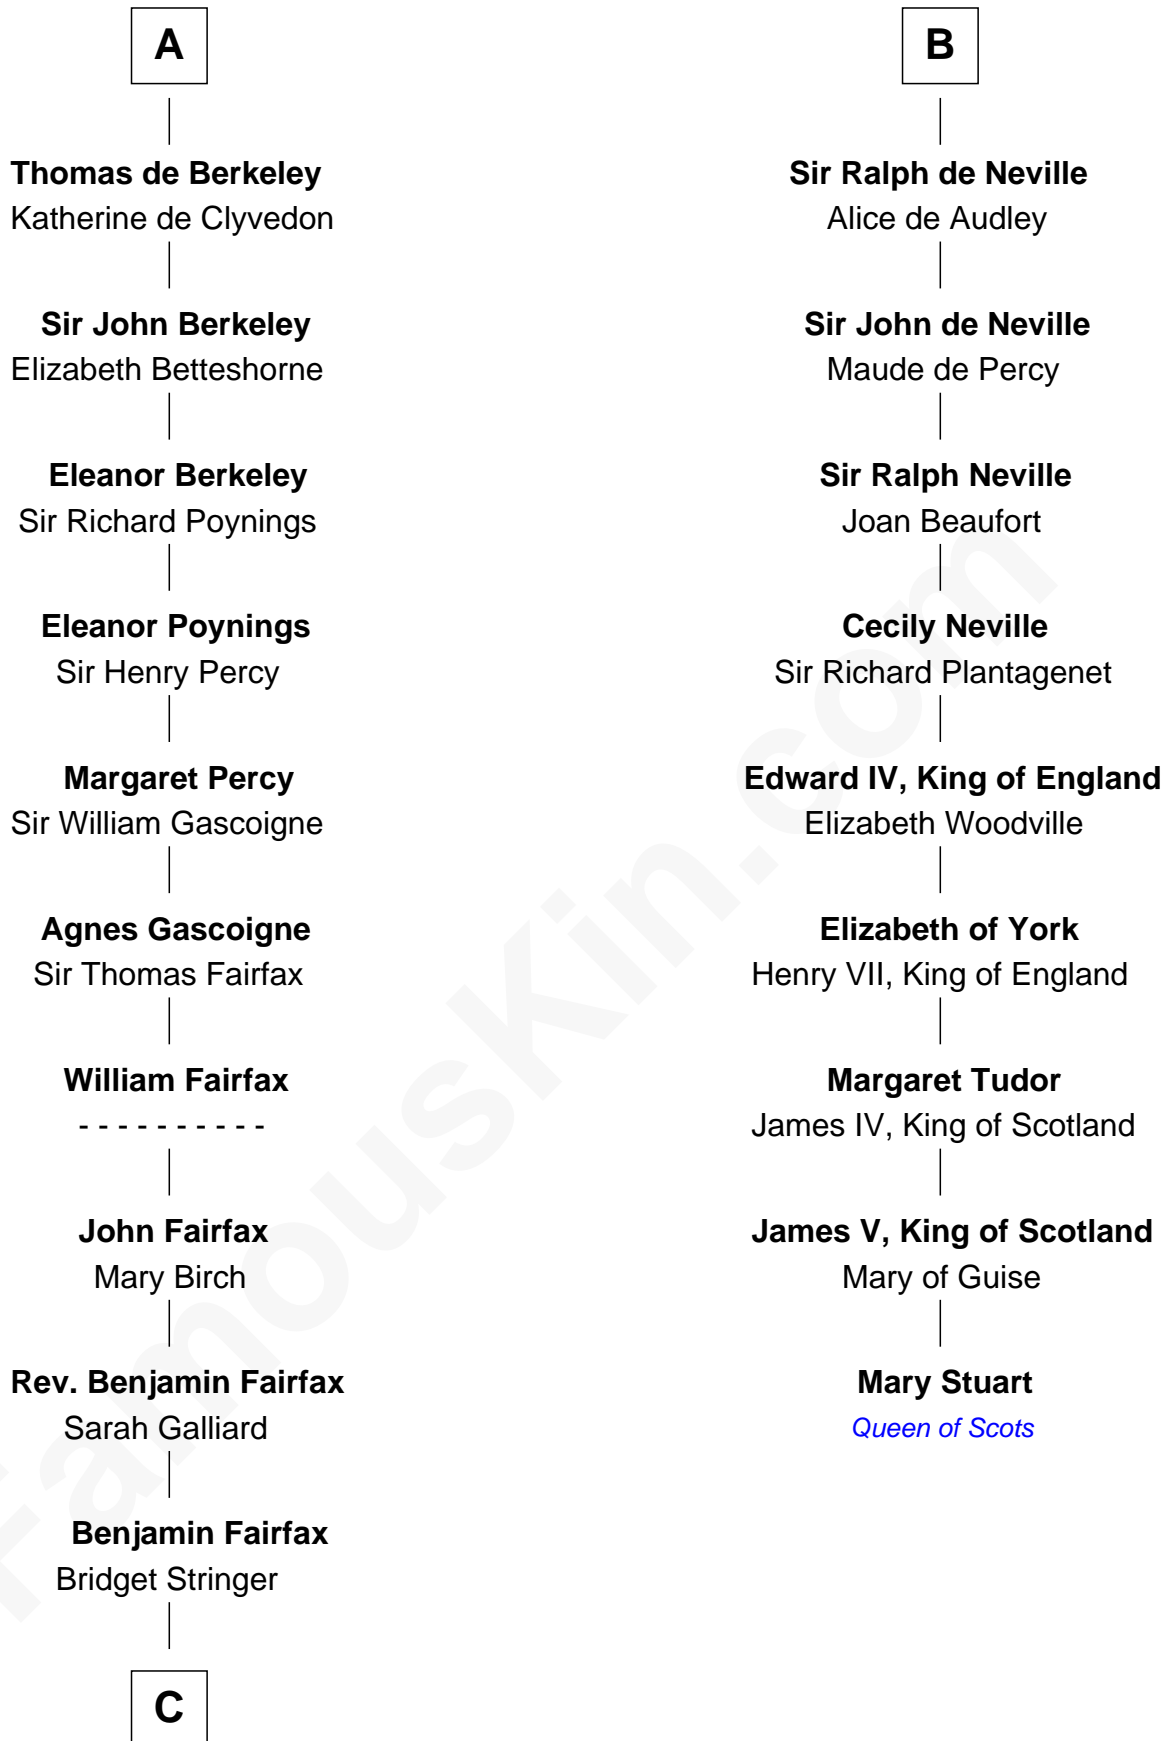 A
Thomas de Berkeley
Katherine de Clyvedon
Sir John Berkeley
Elizabeth Betteshorne
Eleanor Berkeley
Sir Richard Poynings
Eleanor Poynings
Sir Henry Percy
Margaret Percy
Sir William Gascoigne
Agnes Gascoigne
Sir Thomas Fairfax
William Fairfax
- - - - - - - - - -
John Fairfax
Mary Birch
Rev. Benjamin Fairfax
Sarah Galliard
Benjamin Fairfax
Bridget Stringer
C
B
Sir Ralph de Neville
Alice de Audley
Sir John de Neville
Maude de Percy
Sir Ralph Neville
Joan Beaufort
Cecily Neville
Sir Richard Plantagenet
Edward IV, King of England
Elizabeth Woodville
Elizabeth of York
Henry VII, King of England
Margaret Tudor
James IV, King of Scotland
James V, King of Scotland
Mary of Guise
Mary Stuart
Queen of Scots
FamousKin.com